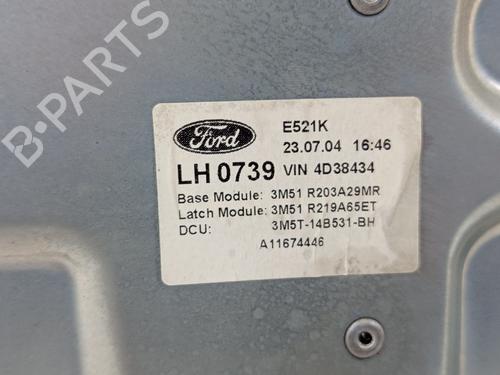 B-PARTS
Ford
E521K
23.07.04 16:46
LH 0739 VIN 4D38434
Base Module: 3M51 R203A29MR
Latch Module: 3M51 R219A65ET
DCU: 3M5T-14B531-BH
A11674446